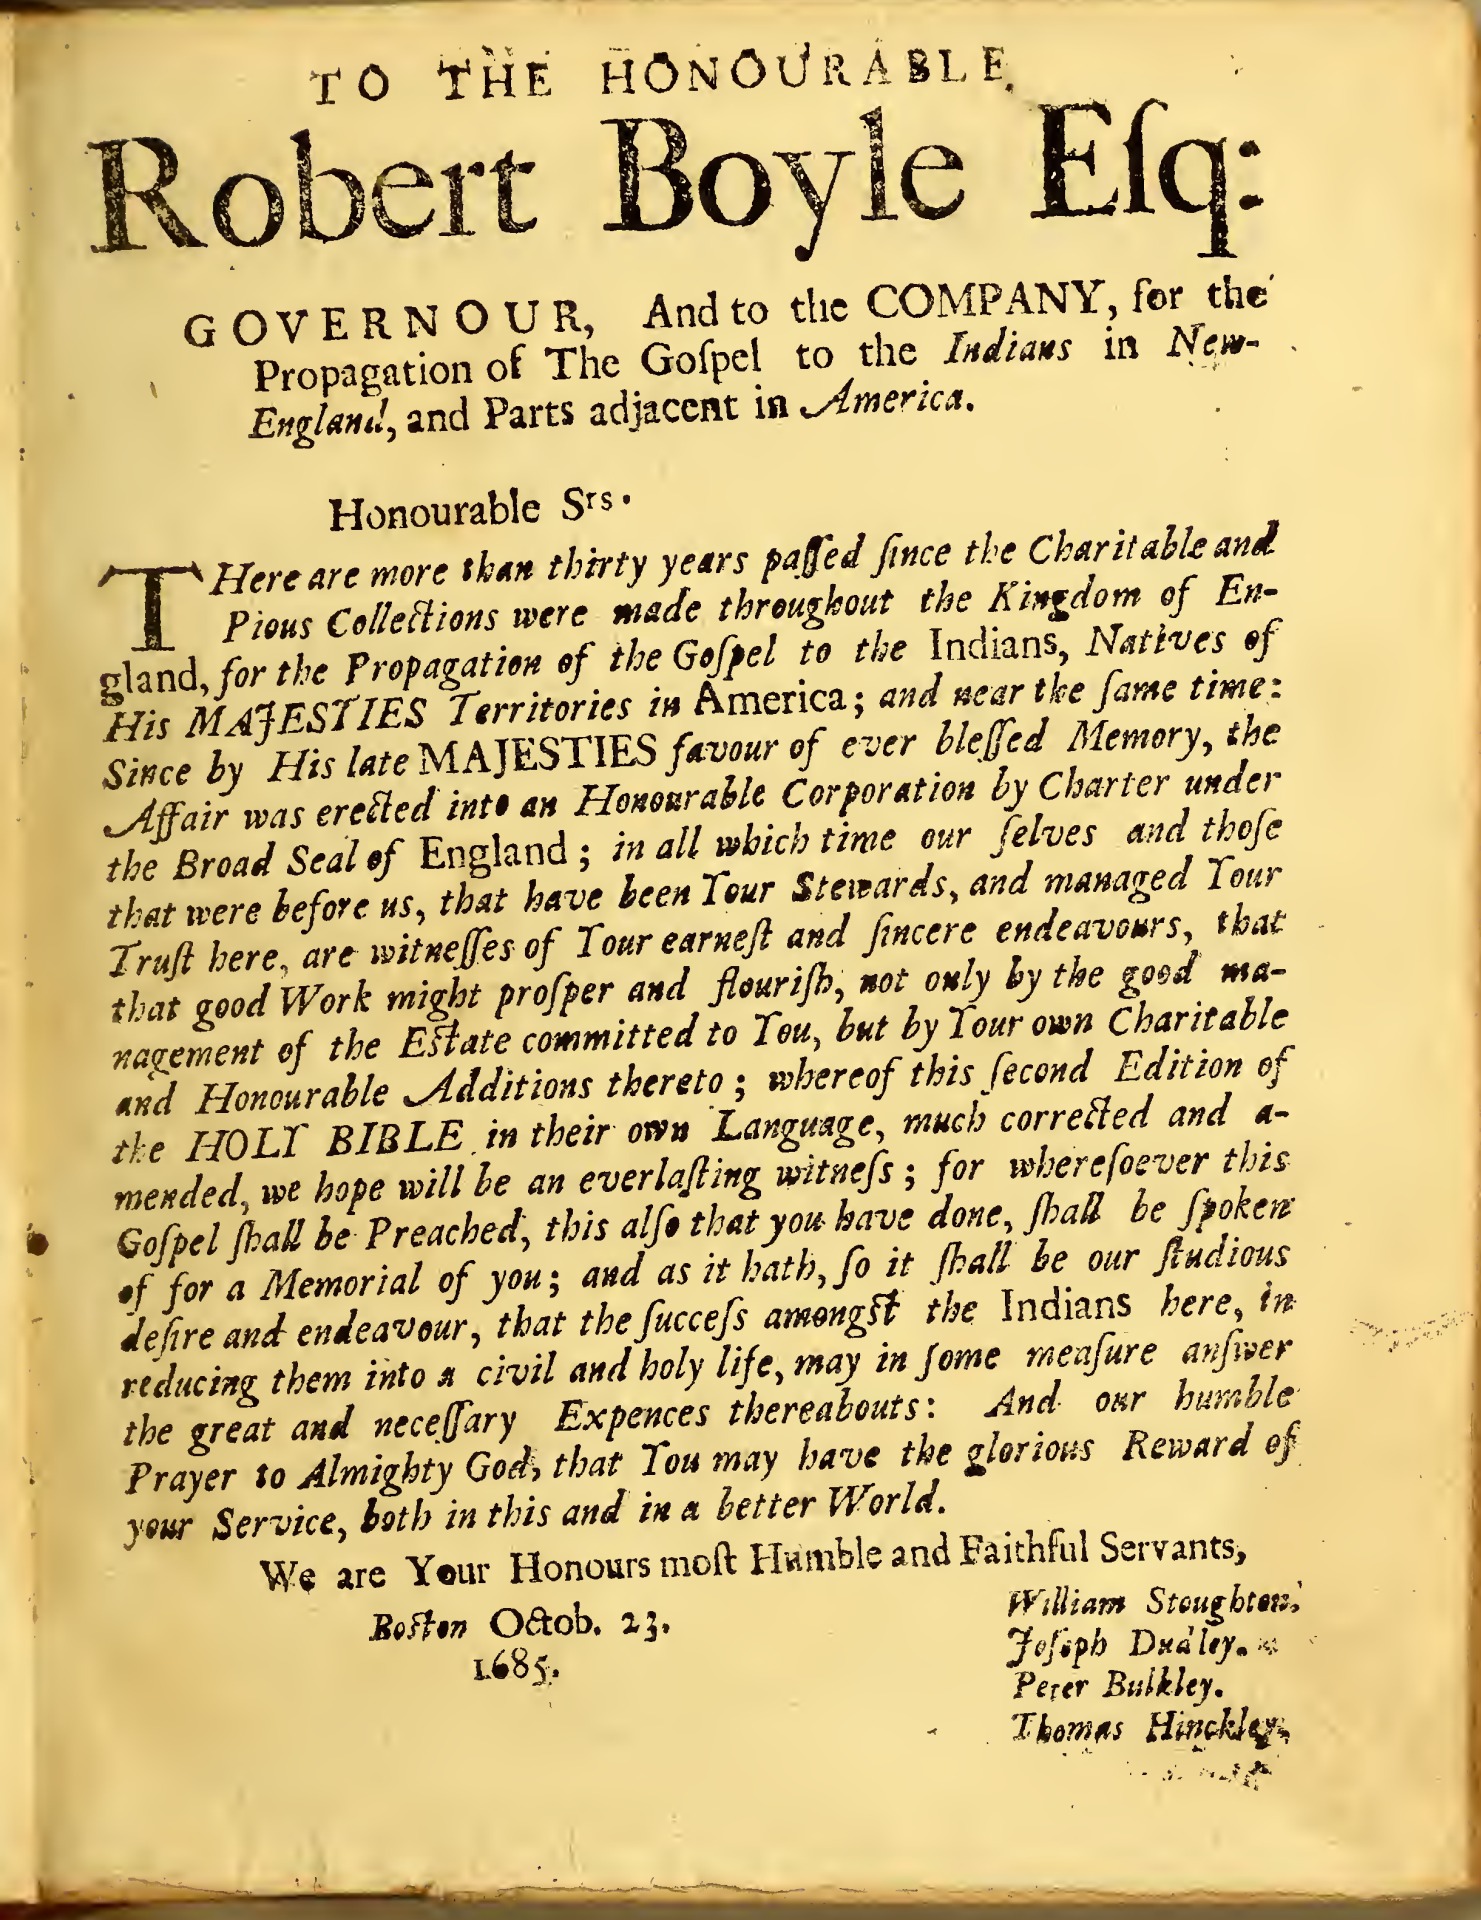 TO THE HONOURABLE
Robert Boyle Eſq:
GOVERNOUR, And to the COMPANY, for the
Propagation of The Goſpel to the Indians in New-
England, and Parts adjacent in America.
Honourable Sʳˢ.
THere are more than thirty years paſſed ſince the Charitable and
Pious Collections were made throughout the Kingdom of En-
gland, for the Propagation of the Goſpel to the Indians, Natives of
His MAJESTIES Territories in America; and near the ſame time:
Since by His late MAJESTIES favour of ever bleſſed Memory, the
Affair was erected into an Honourable Corporation by Charter under
the Broad Seal of England; in all which time our ſelves and thoſe
that were before us, that have been Your Stewards, and managed Your
Truſt here, are witneſſes of Your earneſt and ſincere endeavours, that
that good Work might proſper and flouriſh, not only by the good ma-
nagement of the Eſtate committed to You, but by Your own Charitable
and Honourable Additions thereto; whereof this ſecond Edition of
the HOLY BIBLE in their own Language, much corrected and a-
mended, we hope will be an everlaſting witneſs; for whereſoever this
Goſpel ſhall be Preached, this alſo that you have done, ſhall be ſpoken
of for a Memorial of you; and as it hath, ſo it ſhall be our ſtudious
deſire and endeavour, that the ſucceſs amongſt the Indians here, in
reducing them into a civil and holy life, may in ſome meaſure anſwer
the great and neceſſary Expences thereabouts: And our humble
Prayer to Almighty God, that You may have the glorious Reward of
your Service, both in this and in a better World.
We are Your Honours moſt Humble and Faithful Servants,
Boſton Octob. 23.
1685.
William Stoughton.
Joſeph Dudley.
Peter Bulkley.
Thomas Hinckley.